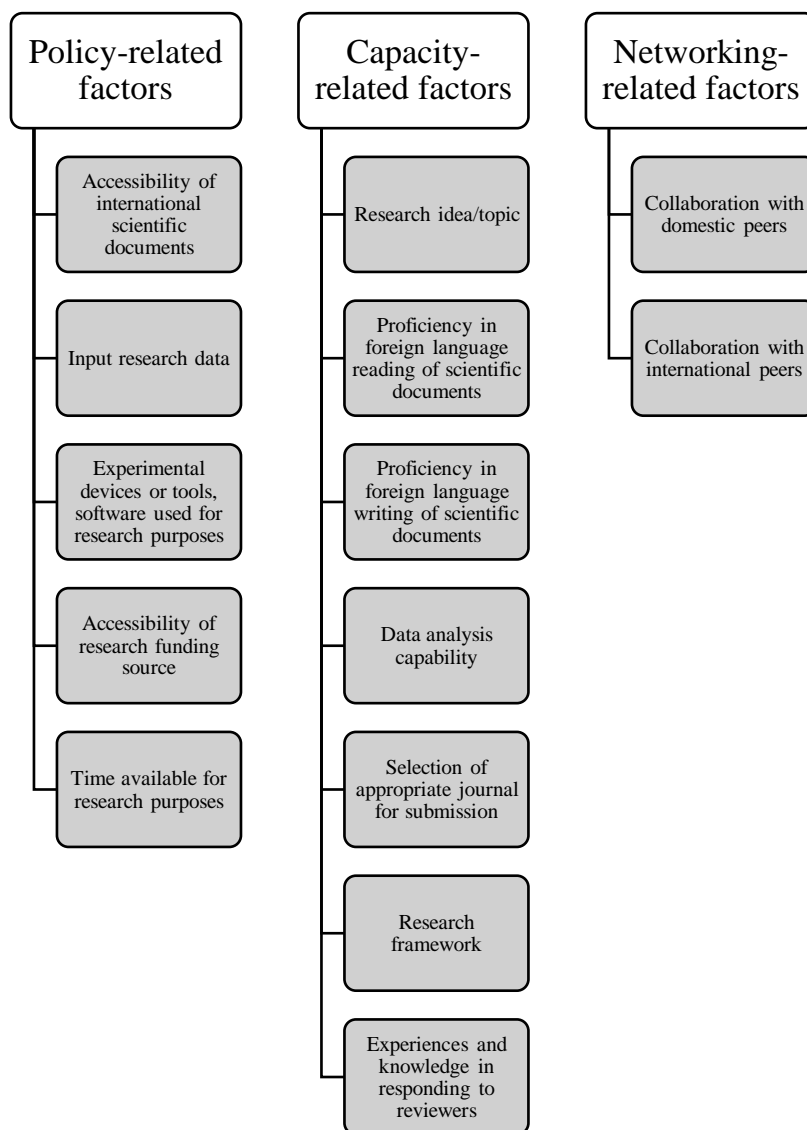 Policy-related
factors
Accessibility of
international
scientific
documents
Input research data
Experimental
devices or tools,
software used for
research purposes
Accessibility of
research funding
source
Time available for
research purposes
Capacity-
related factors
Research idea/topic
Proficiency in
foreign language
reading of scientific
documents
Proficiency in
foreign language
writing of scientific
documents
Data analysis
capability
Selection of
appropriate journal
for submission
Research
framework
Experiences and
knowledge in
responding to
reviewers
Networking-
related factors
Collaboration with
domestic peers
Collaboration with
international peers